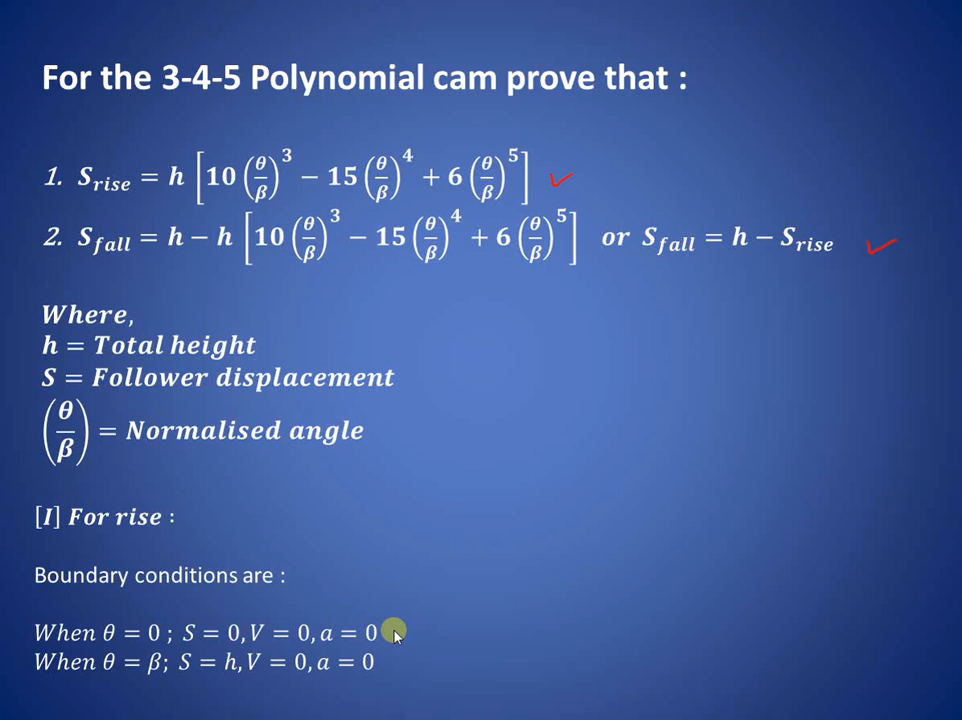 For the 3-4-5 Polynomial cam prove that :
1. S_rise = h [10 (θ/β)^3 − 15 (θ/β)^4 + 6 (θ/β)^5]
2. S_fall = h − h [10 (θ/β)^3 − 15 (θ/β)^4 + 6 (θ/β)^5] or S_fall = h − S_rise
Where,
h = Total height
S = Follower displacement
(θ/β) = Normalised angle
[I] For rise :
Boundary conditions are :
When θ = 0 ; S = 0, V = 0, a = 0
When θ = β; S = h, V = 0, a = 0